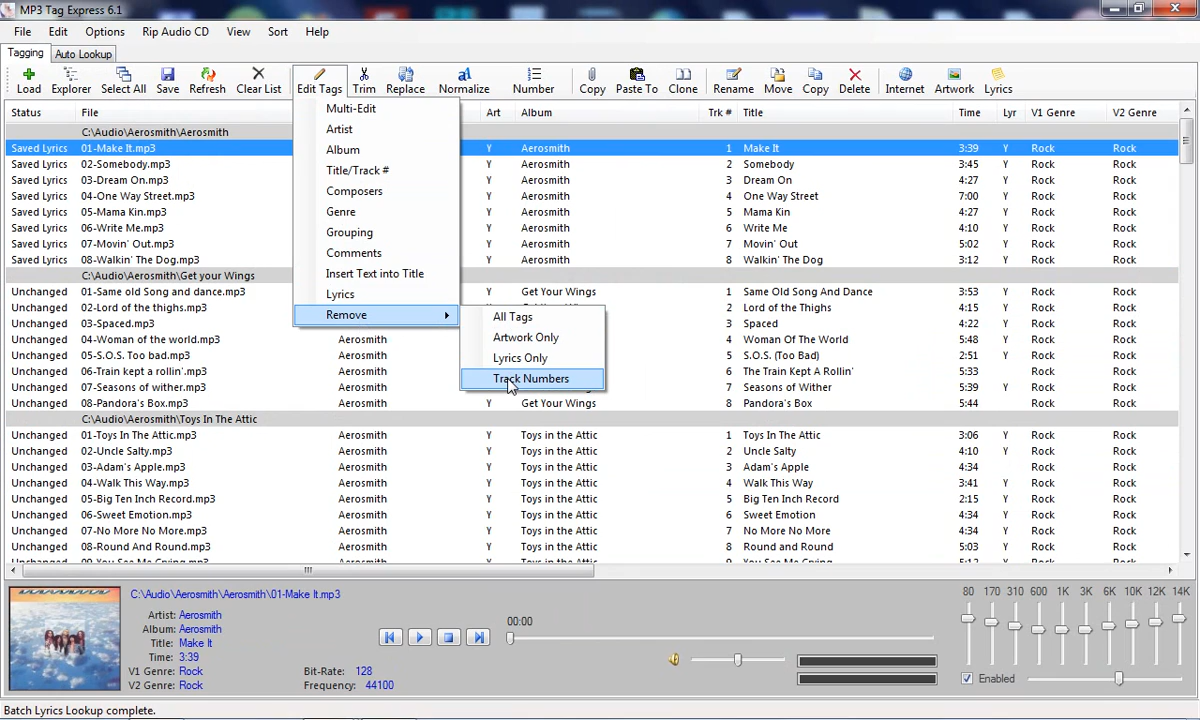 MP3 Tag Express 6.1
File Edit Options Rip Audio CD View Sort Help
Tagging Auto Lookup
Load Explorer Select All Save Refresh Clear List Edit Tags Trim Replace Normalize Number Copy Paste To Clone Rename Move Copy Delete Internet Artwork Lyrics
Status File Art Album Trk # Title Time Lyr V1 Genre V2 Genre
C:\Audio\Aerosmith\Aerosmith
Saved Lyrics 01-Make It.mp3 Y Aerosmith 1 Make It 3:39 Y Rock Rock
Saved Lyrics 02-Somebody.mp3 Y Aerosmith 2 Somebody 3:45 Y Rock Rock
Saved Lyrics 03-Dream On.mp3 Y Aerosmith 3 Dream On 4:27 Y Rock Rock
Saved Lyrics 04-One Way Street.mp3 Y Aerosmith 4 One Way Street 7:00 Y Rock Rock
Saved Lyrics 05-Mama Kin.mp3 Y Aerosmith 5 Mama Kin 4:27 Y Rock Rock
Saved Lyrics 06-Write Me.mp3 Y Aerosmith 6 Write Me 4:10 Y Rock Rock
Saved Lyrics 07-Movin' Out.mp3 Y Aerosmith 7 Movin' Out 5:02 Y Rock Rock
Saved Lyrics 08-Walkin' The Dog.mp3 Y Aerosmith 8 Walkin' The Dog 3:12 Y Rock Rock
C:\Audio\Aerosmith\Get your Wings
Unchanged 01-Same old Song and dance.mp3 Y Get Your Wings 1 Same Old Song And Dance 3:53 Y Rock Rock
Unchanged 02-Lord of the thighs.mp3 2 Lord of the Thighs 4:15 Y Rock Rock
Unchanged 03-Spaced.mp3 3 Spaced 4:22 Y Rock Rock
Unchanged 04-Woman of the world.mp3 Aerosmith 4 Woman Of The World 5:48 Y Rock Rock
Unchanged 05-S.O.S. Too bad.mp3 Aerosmith 5 S.O.S. (Too Bad) 2:51 Y Rock Rock
Unchanged 06-Train kept a rollin'.mp3 Aerosmith 6 The Train Kept A Rollin' 5:33 Rock Rock
Unchanged 07-Seasons of wither.mp3 Aerosmith 7 Seasons of Wither 5:39 Y Rock Rock
Unchanged 08-Pandora's Box.mp3 Aerosmith Y Get Your Wings 8 Pandora's Box 5:44 Rock Rock
C:\Audio\Aerosmith\Toys In The Attic
Unchanged 01-Toys In The Attic.mp3 Aerosmith Y Toys in the Attic 1 Toys In The Attic 3:06 Y Rock Rock
Unchanged 02-Uncle Salty.mp3 Aerosmith Y Toys in the Attic 2 Uncle Salty 4:10 Y Rock Rock
Unchanged 03-Adam's Apple.mp3 Aerosmith Y Toys in the Attic 3 Adam's Apple 4:34 Rock Rock
Unchanged 04-Walk This Way.mp3 Aerosmith Y Toys in the Attic 4 Walk This Way 3:41 Y Rock Rock
Unchanged 05-Big Ten Inch Record.mp3 Aerosmith Y Toys in the Attic 5 Big Ten Inch Record 2:15 Y Rock Rock
Unchanged 06-Sweet Emotion.mp3 Aerosmith Y Toys in the Attic 6 Sweet Emotion 4:34 Y Rock Rock
Unchanged 07-No More No More.mp3 Aerosmith Y Toys in the Attic 7 No More No More 4:34 Y Rock Rock
Unchanged 08-Round And Round.mp3 Aerosmith Y Toys in the Attic 8 Round and Round 5:03 Y Rock Rock
Unchanged 09-You See Me Crying.mp3 Aerosmith Y Toys in the Attic 9 You See Me Crying 5:12 Y Rock Rock
Multi-Edit
Artist
Album
Title/Track #
Composers
Genre
Grouping
Comments
Insert Text into Title
Lyrics
Remove
All Tags
Artwork Only
Lyrics Only
Track Numbers
C:\Audio\Aerosmith\Aerosmith\01-Make It.mp3
Artist: Aerosmith
Album: Aerosmith
Title: Make It
Time: 3:39
V1 Genre: Rock Bit-Rate: 128
V2 Genre: Rock Frequency: 44100
00:00
80 170 310 600 1K 3K 6K 10K 12K 14K
Enabled
Batch Lyrics Lookup complete.